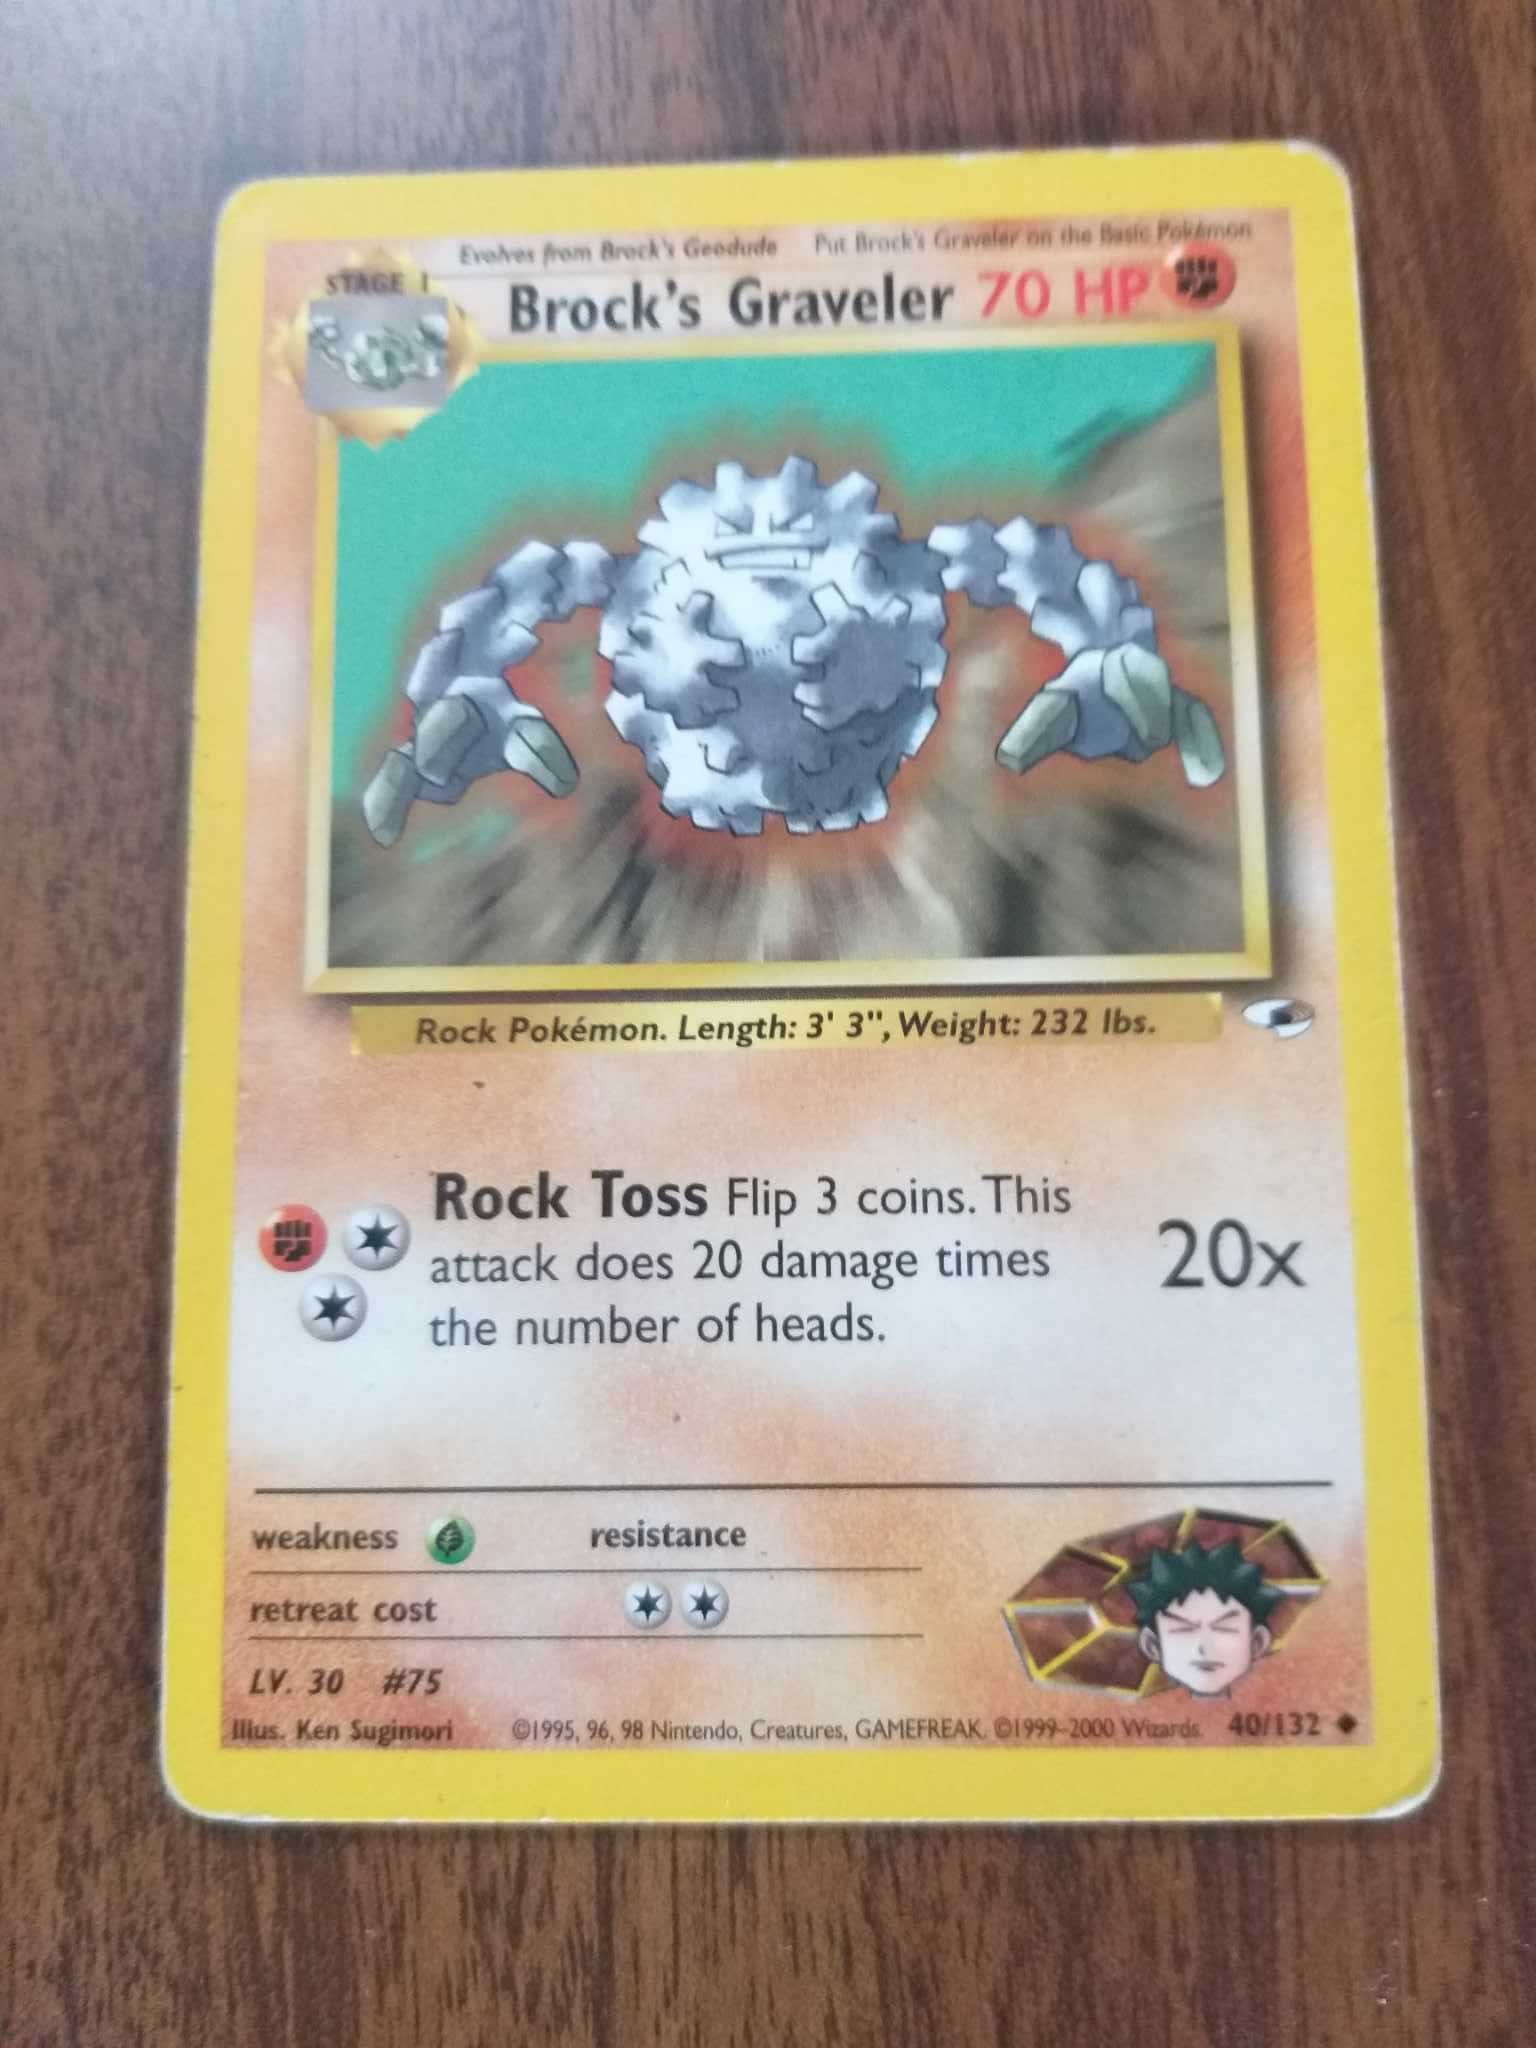 Evolves from Brock's Geodude Put Brock's Graveler on the Basic Pokémon
STAGE 1
Brock's Graveler 70 HP
Rock Pokémon. Length: 3' 3", Weight: 232 lbs.
Rock Toss Flip 3 coins. This
attack does 20 damage times
the number of heads.
20x
weakness resistance
retreat cost
LV. 30 #75
Illus. Ken Sugimori ©1995, 96, 98 Nintendo, Creatures, GAMEFREAK. ©1999-2000 Wizards. 40/132